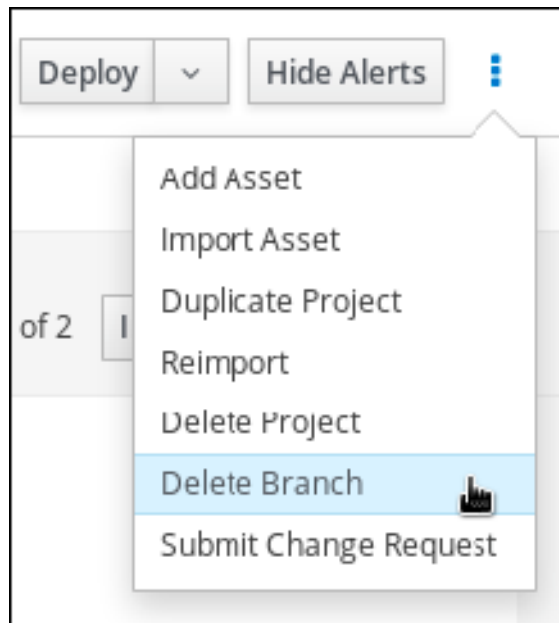 Deploy Hide Alerts
Add Asset
Import Asset
Duplicate Project
of 2
Reimport
Delete Project
Delete Branch
Submit Change Request